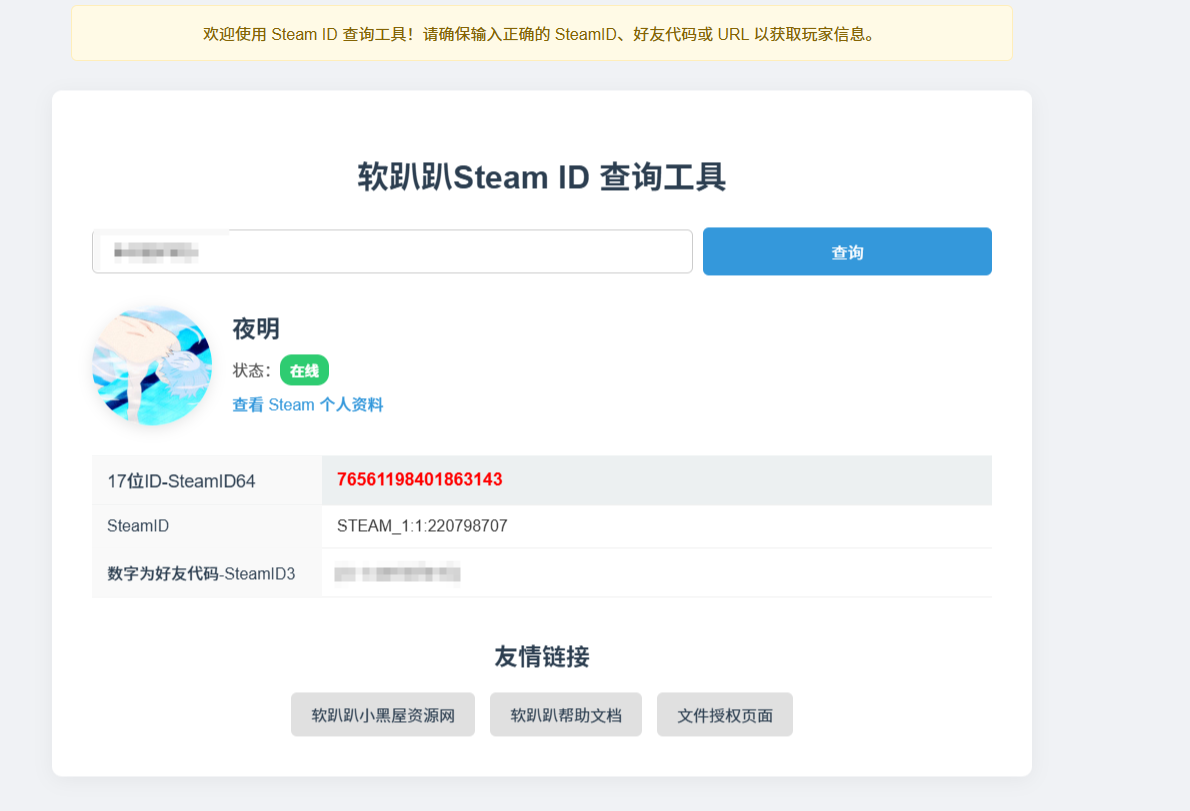 欢迎使用 Steam ID 查询工具！请确保输入正确的 SteamID、好友代码或 URL 以获取玩家信息。
软趴趴Steam ID 查询工具
查询
夜明
状态： 在线
查看 Steam 个人资料
17位ID-SteamID64 76561198401863143
SteamID STEAM_1:1:220798707
数字为好友代码-SteamID3
友情链接
软趴趴小黑屋资源网 软趴趴帮助文档 文件授权页面